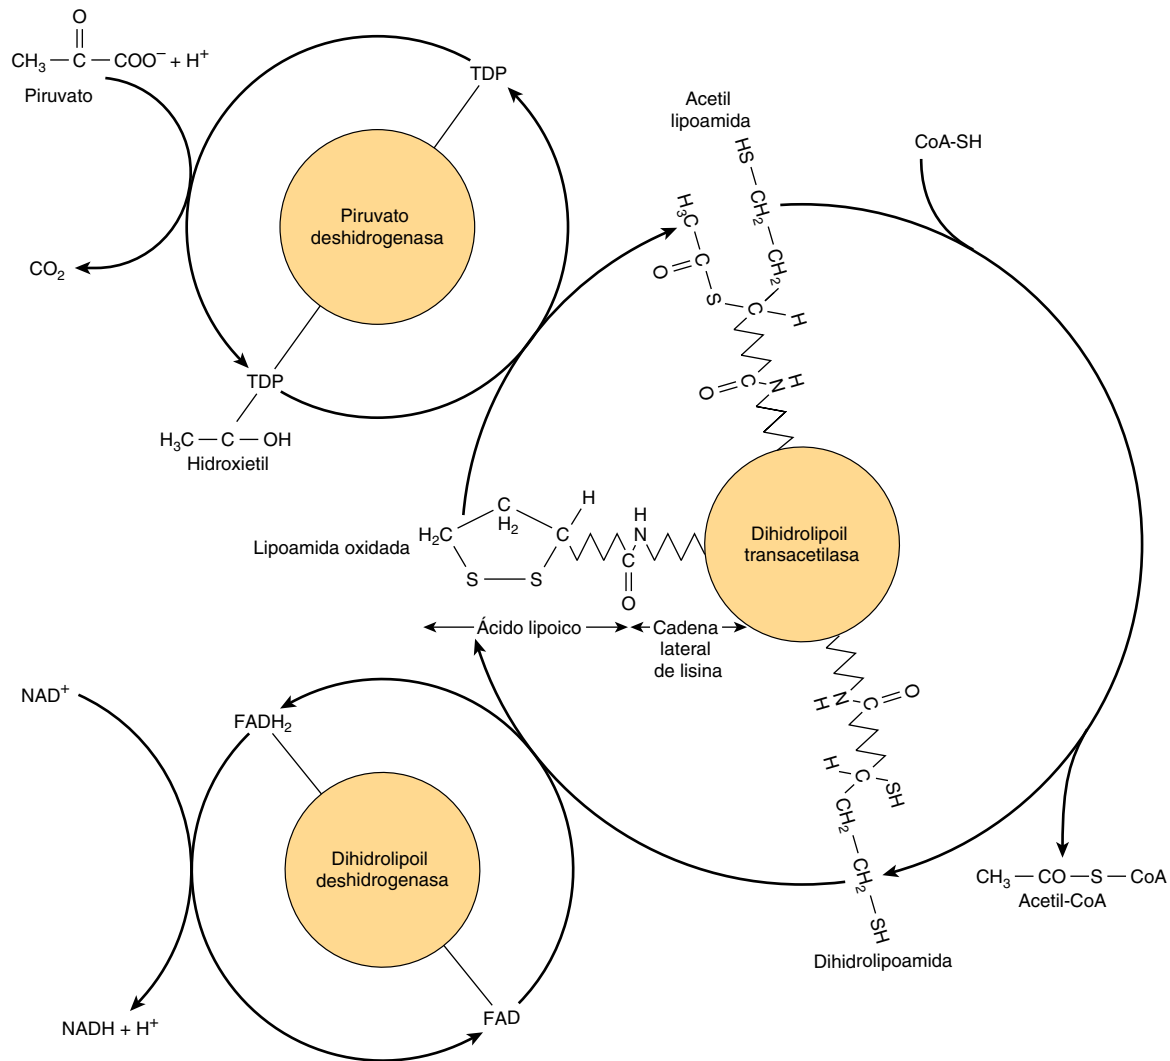 O
CH₃ — C — COO⁻ + H⁺
Piruvato
TDP
Piruvato
deshidrogenasa
CO₂
TDP
H₃C — C — OH
Hidroxietil
Acetil
lipoamida
HS
CH₂
CH₂
H₃C
C
O
S
C
H
O
C
N
H
CoA-SH
Lipoamida oxidada
H₂C
C
H₂
C
H
S — S
H
N
C
O
Dihidrolipoil
transacetilasa
Ácido lipoico
Cadena
lateral
de lisina
H
N
C
O
H
C
SH
CH₂
CH₂
SH
Dihidrolipoamida
CH₃ — CO — S — CoA
Acetil-CoA
NAD⁺
FADH₂
Dihidrolipoil
deshidrogenasa
FAD
NADH + H⁺